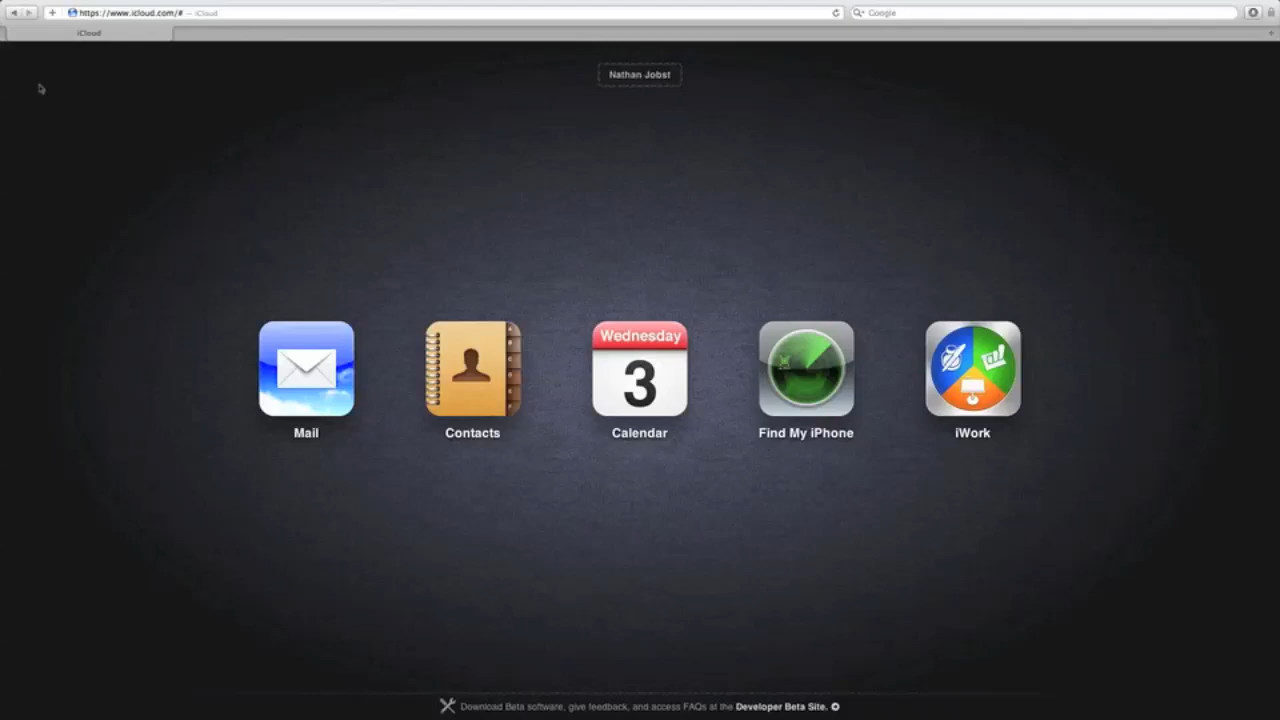 https://www.icloud.com/# — iCloud
Google
iCloud
Nathan Jobst
Wednesday
3
Mail
Contacts
Calendar
Find My iPhone
iWork
Download Beta software, give feedback, and access FAQs at the Developer Beta Site.